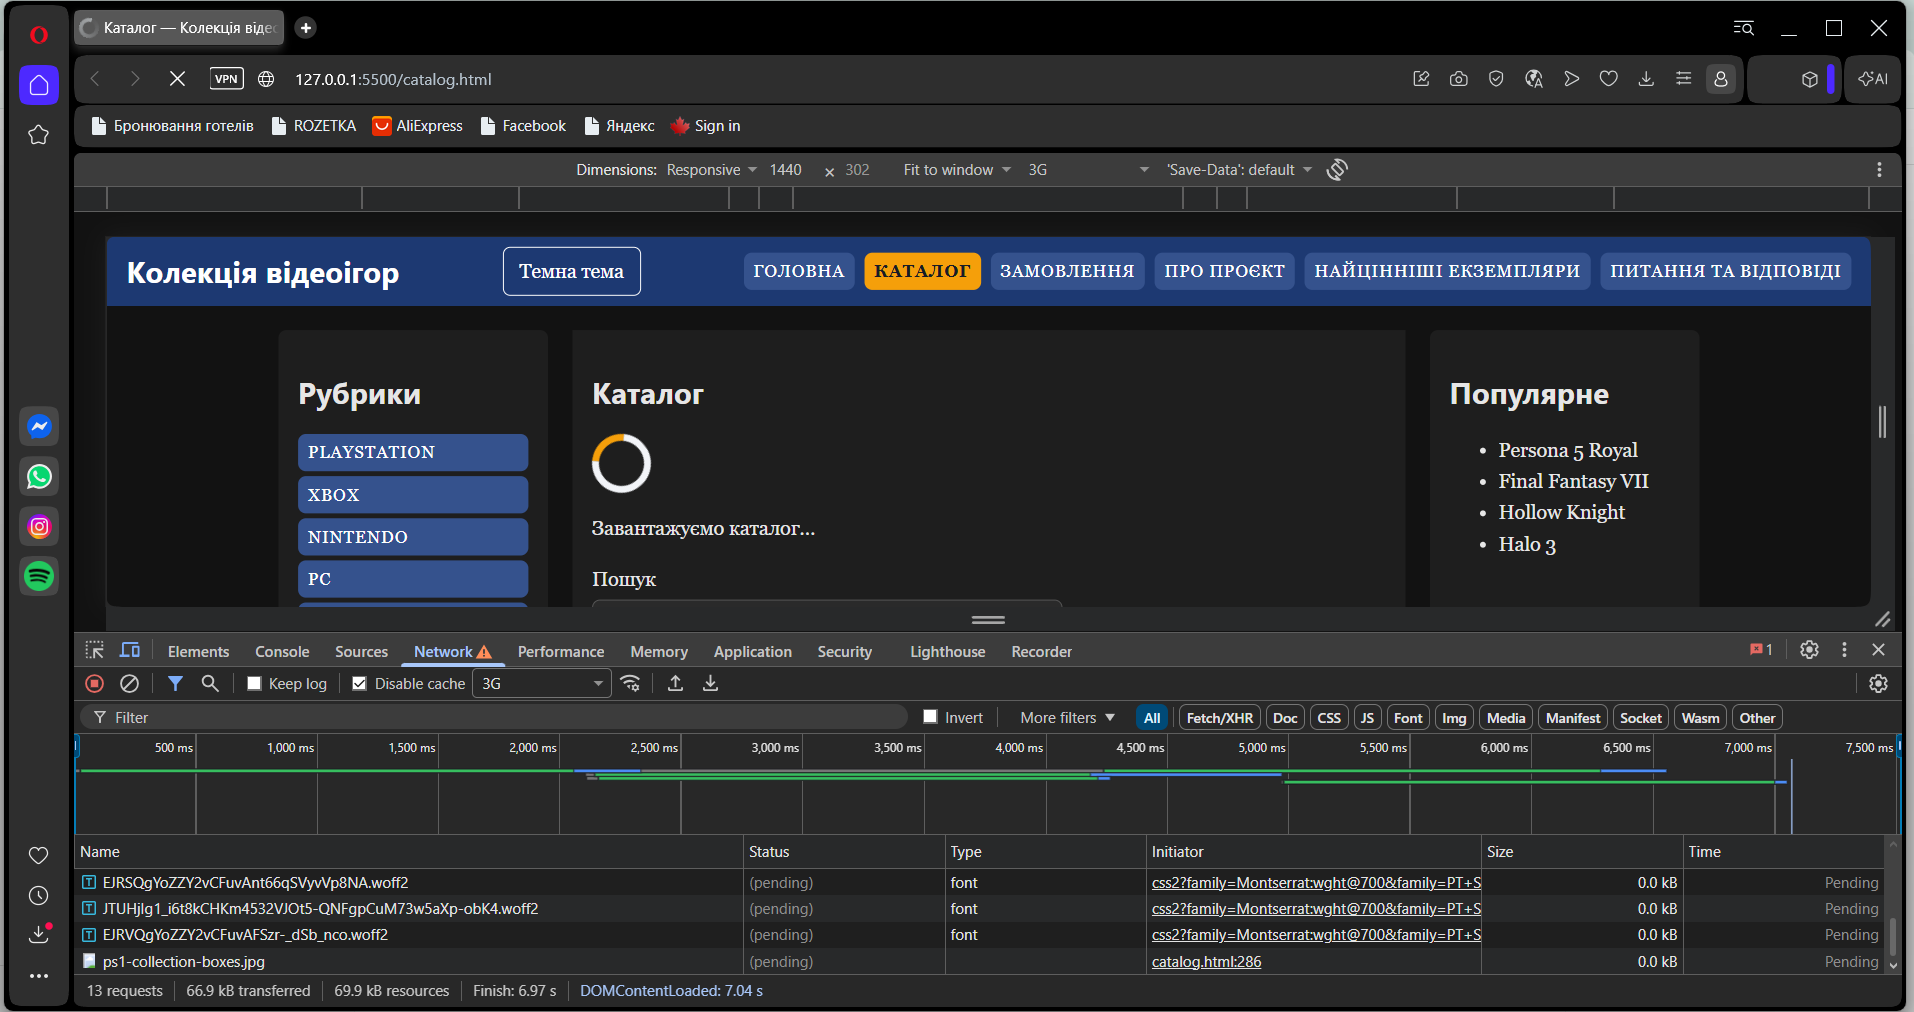 Каталог — Колекція відео
VPN
127.0.0.1:5500/catalog.html
AI
Бронювання готелів
ROZETKA
AliExpress
Facebook
Яндекс
Sign in
Dimensions: Responsive
1440 × 302
Fit to window
3G
'Save-Data': default
Колекція відеоігор
Темна тема
ГОЛОВНА
КАТАЛОГ
ЗАМОВЛЕННЯ
ПРО ПРОЄКТ
НАЙЦІННІШІ ЕКЗЕМПЛЯРИ
ПИТАННЯ ТА ВІДПОВІДІ
Рубрики
PLAYSTATION
XBOX
NINTENDO
PC
Каталог
Завантажуємо каталог...
Пошук
Популярне
• Persona 5 Royal
• Final Fantasy VII
• Hollow Knight
• Halo 3
Elements
Console
Sources
Network
Performance
Memory
Application
Security
Lighthouse
Recorder
1
Keep log
Disable cache
3G
Filter
Invert
More filters
All
Fetch/XHR
Doc
CSS
JS
Font
Img
Media
Manifest
Socket
Wasm
Other
500 ms
1,000 ms
1,500 ms
2,000 ms
2,500 ms
3,000 ms
3,500 ms
4,000 ms
4,500 ms
5,000 ms
5,500 ms
6,000 ms
6,500 ms
7,000 ms
7,500 ms
Name Status Type Initiator Size Time
EJRSQgYoZZY2vCFuvAnt66qSVyvVp8NA.woff2 (pending) font css2?family=Montserrat:wght@700&family=PT+S 0.0 kB Pending
JTUHjIg1_i6t8kCHKm4532VJOt5-QNFgpCuM73w5aXp-obK4.woff2 (pending) font css2?family=Montserrat:wght@700&family=PT+S 0.0 kB Pending
EJRVQgYoZZY2vCFuvAFSzr-_dSb_nco.woff2 (pending) font css2?family=Montserrat:wght@700&family=PT+S 0.0 kB Pending
ps1-collection-boxes.jpg (pending) catalog.html:286 0.0 kB Pending
13 requests
66.9 kB transferred
69.9 kB resources
Finish: 6.97 s
DOMContentLoaded: 7.04 s